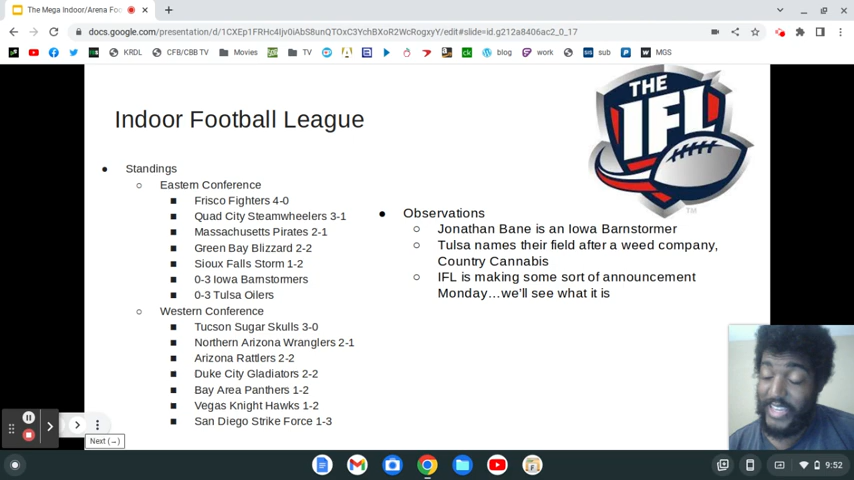 The Mega Indoor/Arena Foo
docs.google.com/presentation/d/1CXEp1FRHc4Ijv0iAbS8unQTOxC3YchBXoR2WcRogxyY/edit#slide=id.g212a8406ac2_0_17
KRDL
CFB/CBB TV
Movies
TV
blog
work
sub
W MGS
THE
IFL
TM
Indoor Football League
Standings
Eastern Conference
Frisco Fighters 4-0
Quad City Steamwheelers 3-1
Massachusetts Pirates 2-1
Green Bay Blizzard 2-2
Sioux Falls Storm 1-2
0-3 Iowa Barnstormers
0-3 Tulsa Oilers
Western Conference
Tucson Sugar Skulls 3-0
Northern Arizona Wranglers 2-1
Arizona Rattlers 2-2
Duke City Gladiators 2-2
Bay Area Panthers 1-2
Vegas Knight Hawks 1-2
San Diego Strike Force 1-3
Observations
Jonathan Bane is an Iowa Barnstormer
Tulsa names their field after a weed company,
Country Cannabis
IFL is making some sort of announcement
Monday…we'll see what it is
Next (→)
9:52